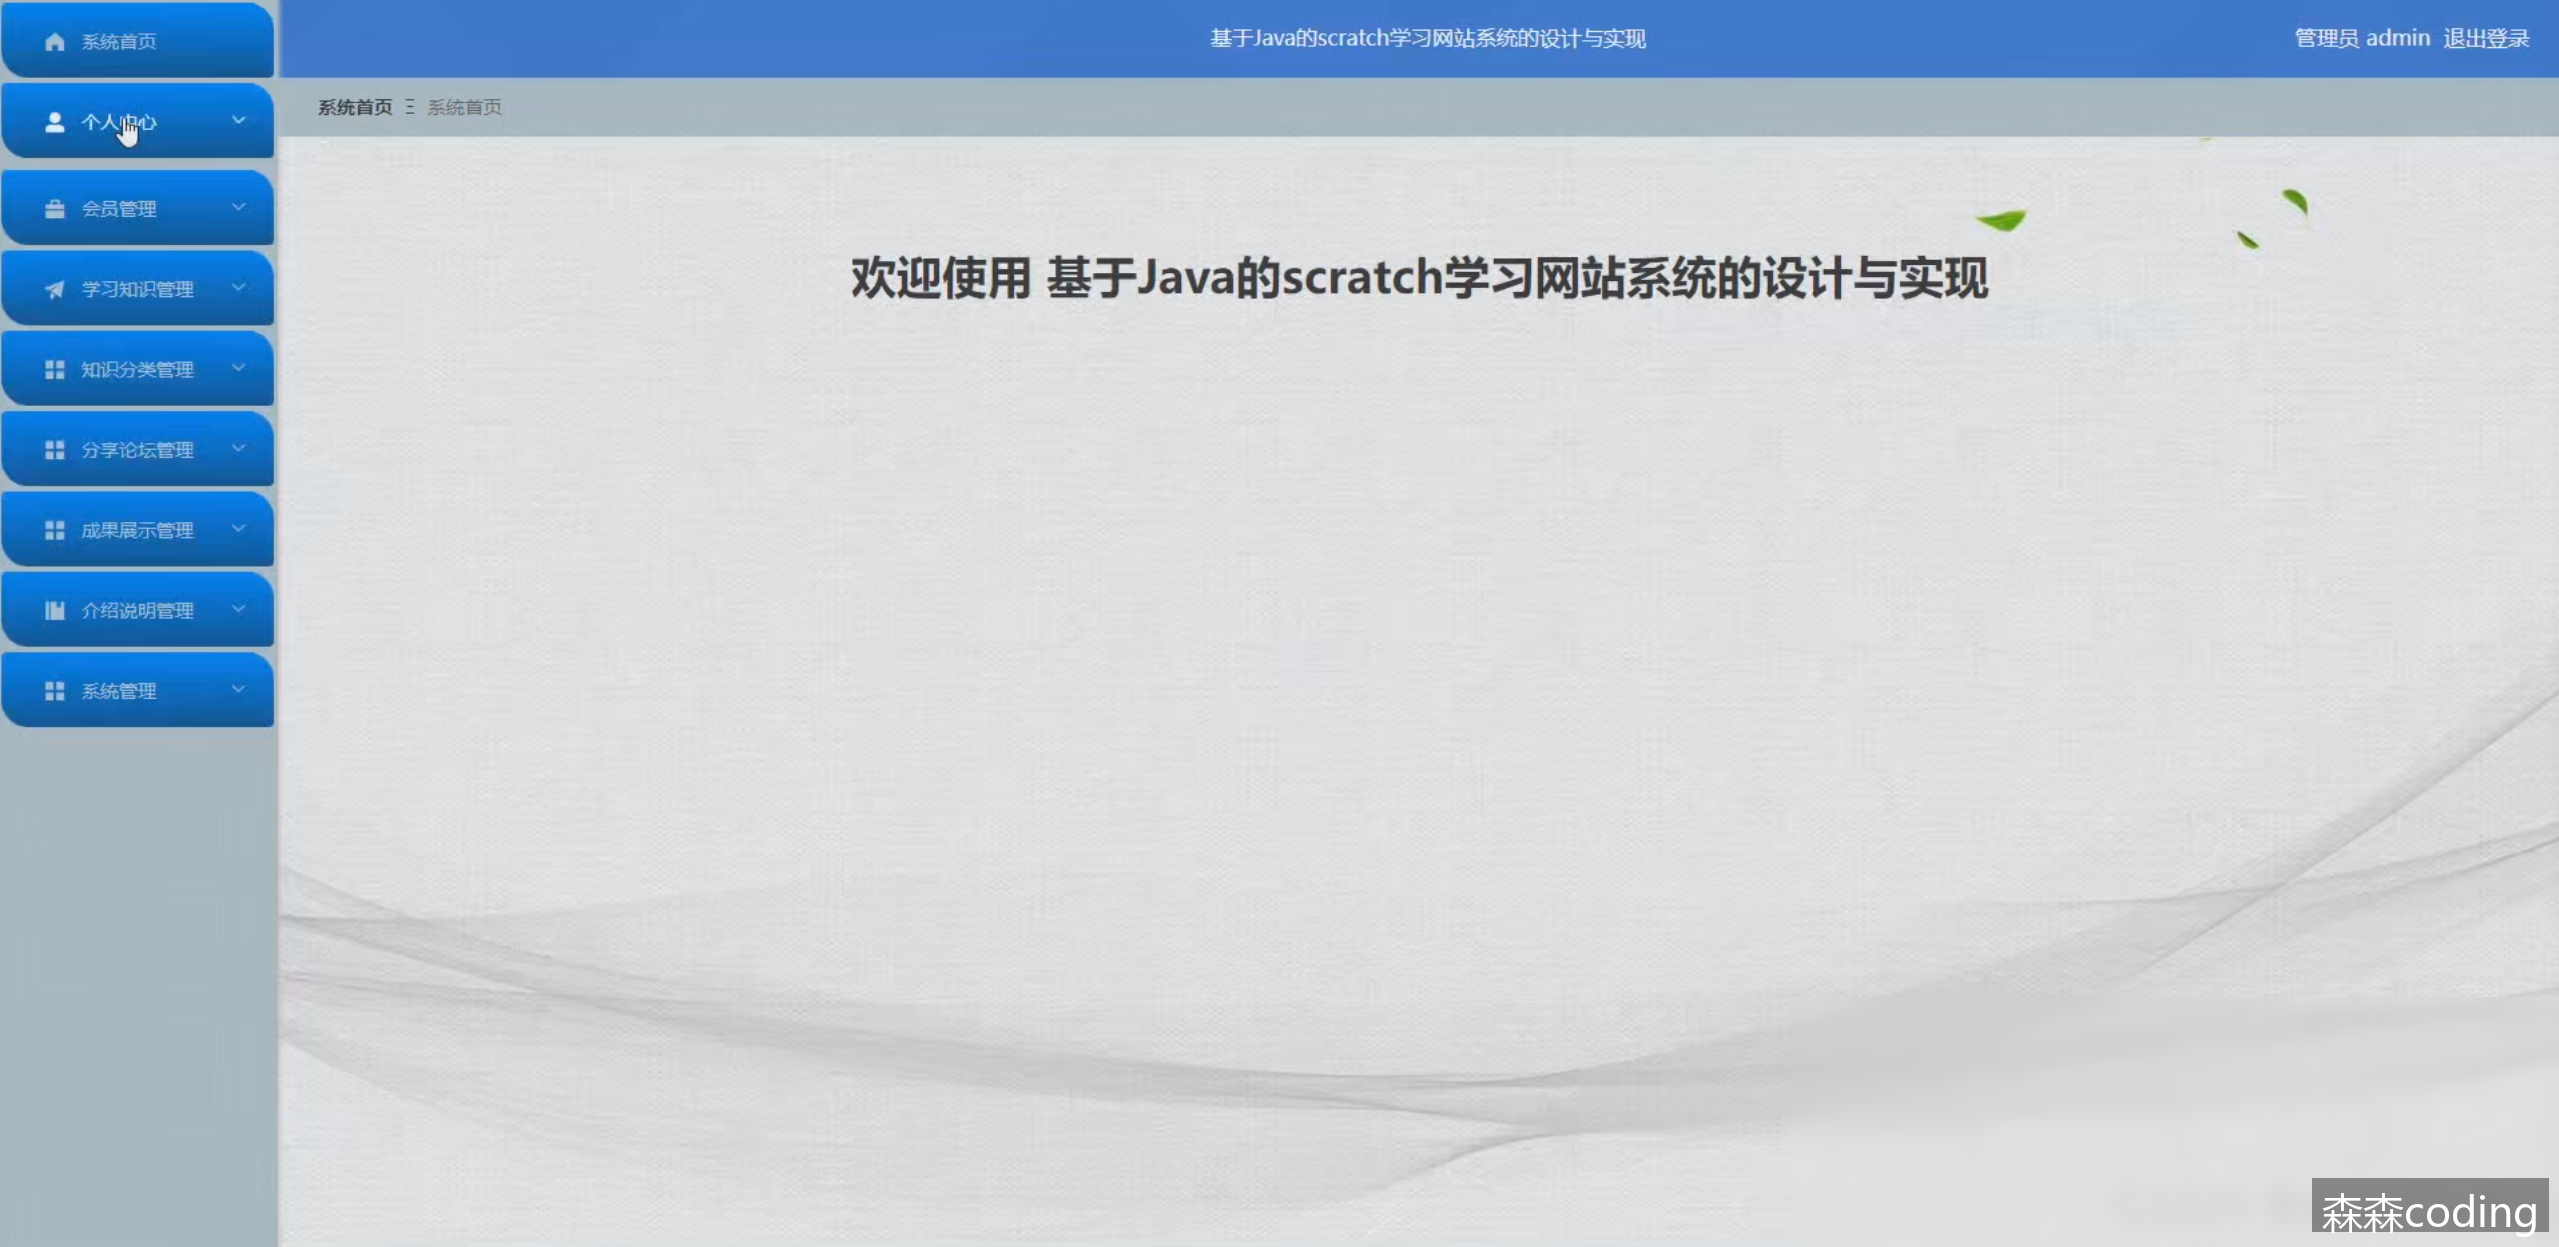 系统首页
个人中心
会员管理
学习知识管理
知识分类管理
分享论坛管理
成果展示管理
介绍说明管理
系统管理
基于Java的scratch学习网站系统的设计与实现
管理员 admin 退出登录
系统首页 Ξ 系统首页
欢迎使用 基于Java的scratch学习网站系统的设计与实现
森森coding